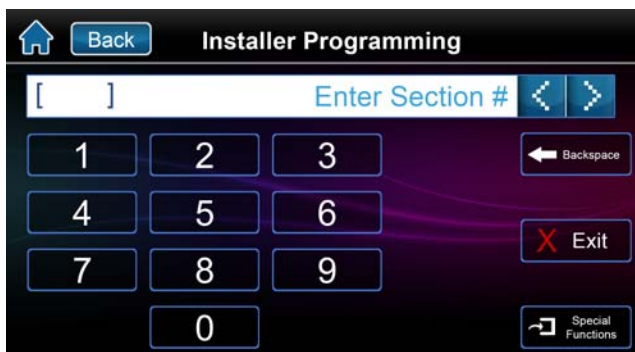 Back Installer Programming
[ ] Enter Section # < >
1 2 3 Backspace
4 5 6
X Exit
7 8 9
0 Special
Functions